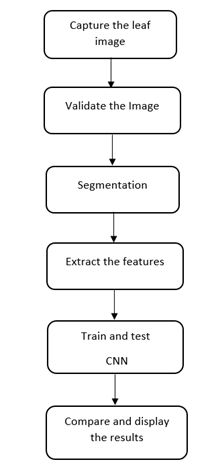 Capture the leaf
image
Validate the Image
Segmentation
Extract the features
Train and test
CNN
Compare and display
the results